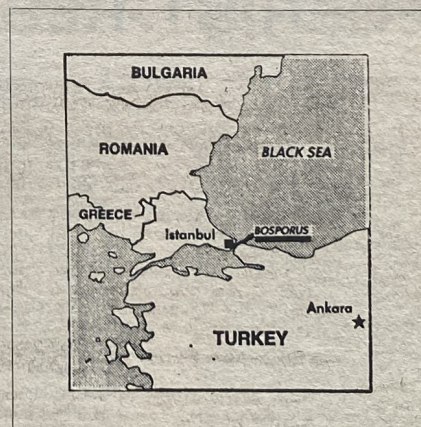 BULGARIA
ROMANIA
BLACK SEA
GREECE
Istanbul
BOSPORUS
Ankara
TURKEY